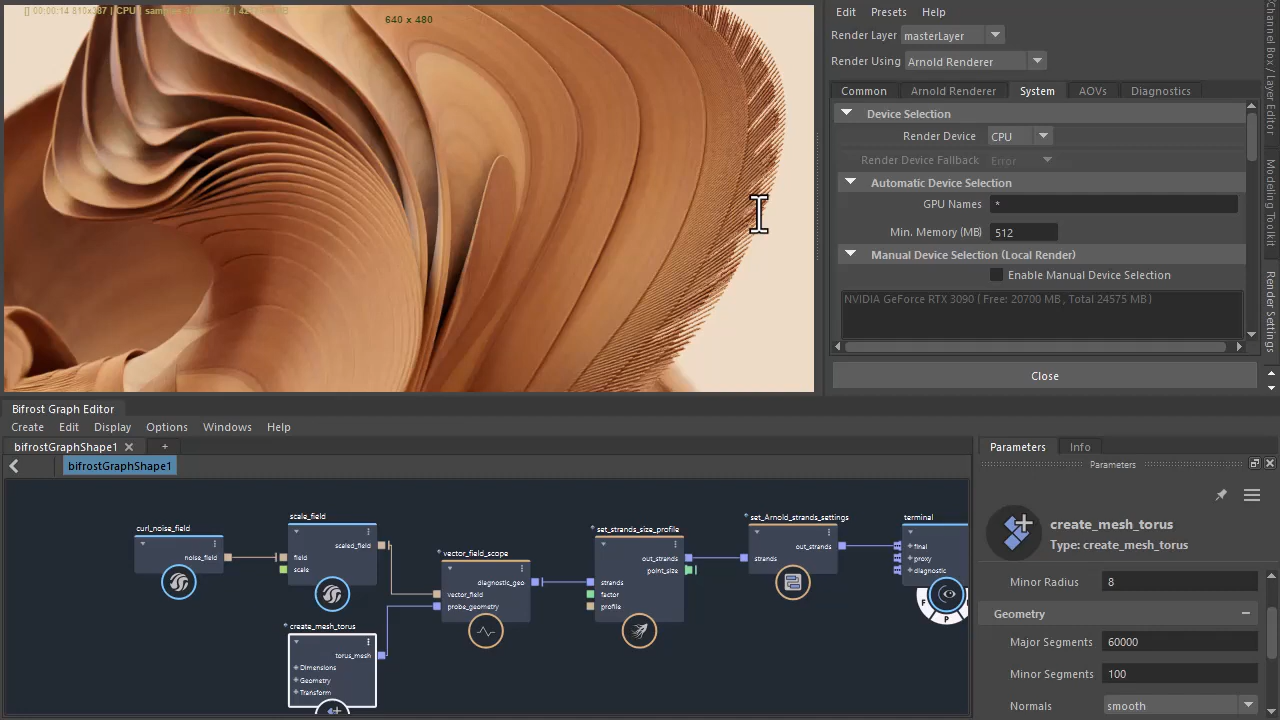 [] 00:00:14 810x387 |CPU| samples
640 x 480
Edit Presets Help
Render Layer masterLayer
Render Using Arnold Renderer
Common Arnold Renderer System AOVs Diagnostics
Device Selection
Render Device CPU
Render Device Fallback Error
Automatic Device Selection
GPU Names *
Min. Memory (MB) 512
Manual Device Selection (Local Render)
Enable Manual Device Selection
NVIDIA GeForce RTX 3090 ( Free: 20700 MB , Total 24575 MB )
Close
Channel Box / Layer Editor
Modeling Toolkit
Render Settings
Bifrost Graph Editor
Create Edit Display Options Windows Help
bifrostGraphShape1 +
bifrostGraphShape1
curl_noise_field
noise_field
scale_field
scaled_field
field
scale
create_mesh_torus
torus_mesh
Dimensions
Geometry
Transform
vector_field_scope
diagnostic_geo
vector_field
probe_geometry
set_strands_size_profile
out_strands
point_size
strands
factor
profile
set_Arnold_strands_settings
out_strands
strands
terminal
final
proxy
diagnostic
F
P
Parameters Info
Parameters
create_mesh_torus
Type: create_mesh_torus
Minor Radius 8
Geometry
Major Segments 60000
Minor Segments 100
Normals smooth